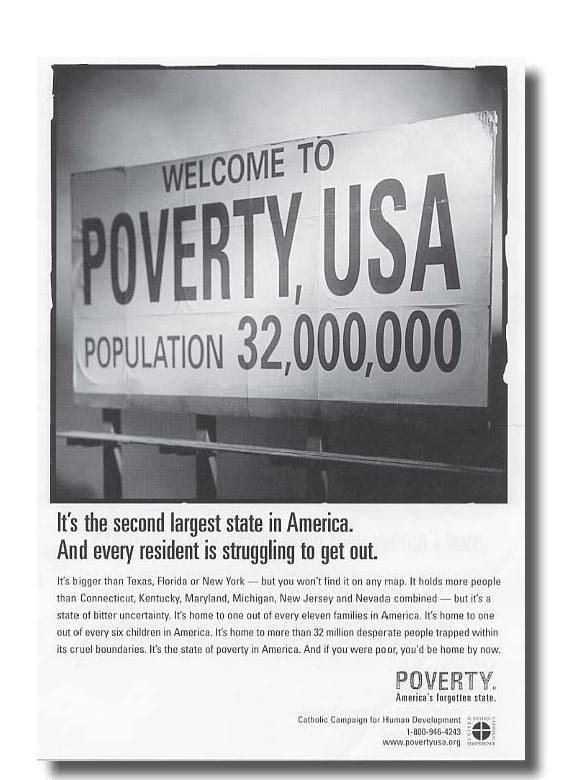 WELCOME TO
POVERTY, USA
POPULATION 32,000,000
It's the second largest state in America.
And every resident is struggling to get out.
It's bigger than Texas, Florida or New York — but you won't find it on any map. It holds more people
than Connecticut, Kentucky, Maryland, Michigan, New Jersey and Nevada combined — but it's a
state of bitter uncertainty. It's home to one out of every eleven families in America. It's home to one
out of every six children in America. It's home to more than 32 million desperate people trapped within
its cruel boundaries. It's the state of poverty in America. And if you were poor, you'd be home by now.
POVERTY.
America's forgotten state.
Catholic Campaign for Human Development
1-800-946-4243
www.povertyusa.org
UNITED STATES
CONFERENCE